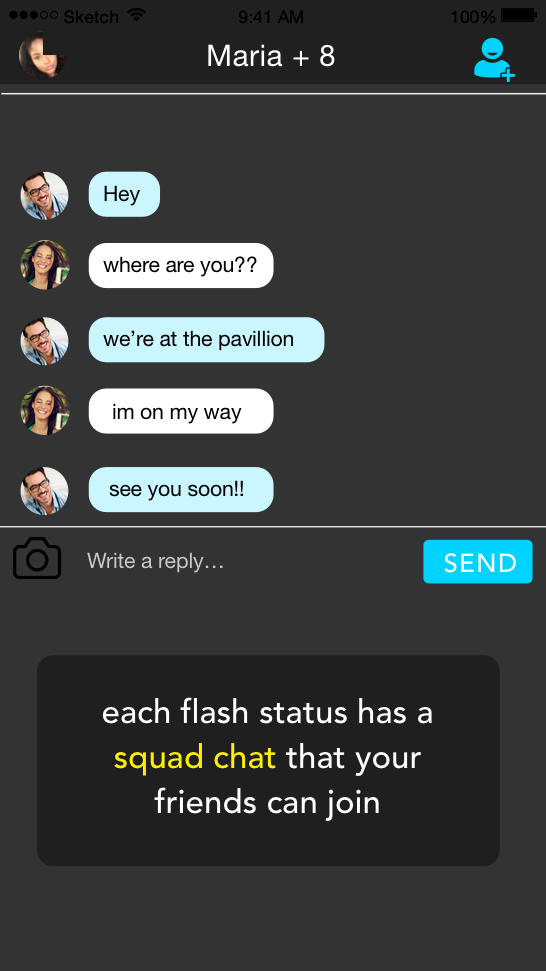 Sketch 9:41 AM 100%
Maria + 8
Hey
where are you??
we’re at the pavillion
im on my way
see you soon!!
Write a reply... SEND
each flash status has a
squad chat that your
friends can join